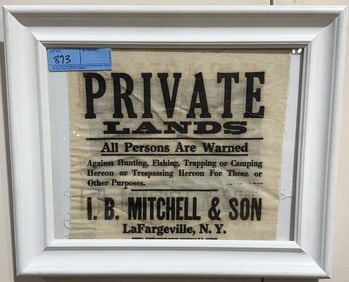 873
PRIVATE
LANDS
All Persons Are Warned
Against Hunting, Fishing, Trapping or Camping
Hereon or Trespassing Hereon For These or
Other Purposes.
I. B. MITCHELL & SON
LaFargeville, N. Y.